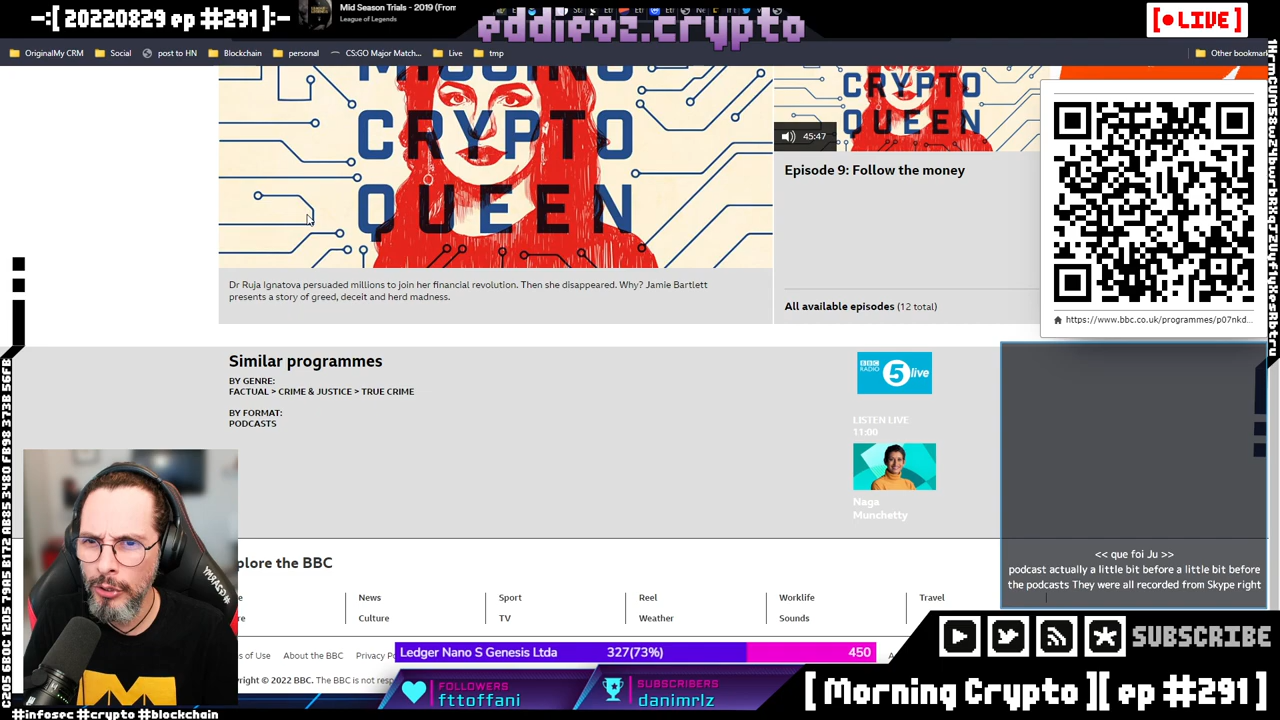 -:[ 20220829 ep #291]:-
Mid Season Trials - 2019 (From
League of Legends
eddieoz.crypto
[● LIVE]
OriginalMy CRM
Social
post to HN
Blockchain
personal
CS:GO Major Match...
Live
tmp
Other bookmar
MISSING
CRYPTO
QUEEN
CRYPTO
QUEEN
45:47
Episode 9: Follow the money
Dr Ruja Ignatova persuaded millions to join her financial revolution. Then she disappeared. Why? Jamie Bartlett
presents a story of greed, deceit and herd madness.
All available episodes (12 total)
https://www.bbc.co.uk/programmes/p07nkd...
Similar programmes
BY GENRE:
FACTUAL > CRIME & JUSTICE > TRUE CRIME
BY FORMAT:
PODCASTS
BBC
RADIO
5 live
LISTEN LIVE
11:00
Naga
Munchetty
<< que foi Ju >>
podcast actually a little bit before a little bit before
the podcasts They were all recorded from Skype right
plore the BBC
News
Sport
Reel
Worklife
Travel
Culture
TV
Weather
Sounds
of Use
About the BBC
Privacy Po
right © 2022 BBC. The BBC is not resp
Ledger Nano S Genesis Ltda
327(73%)
450
FOLLOWERS
fttoffani
SUBSCRIBERS
danimrlz
SUBSCRIBE
[ Morning Crypto ][ ep #291 ]
#infosec #crypto #blockchain